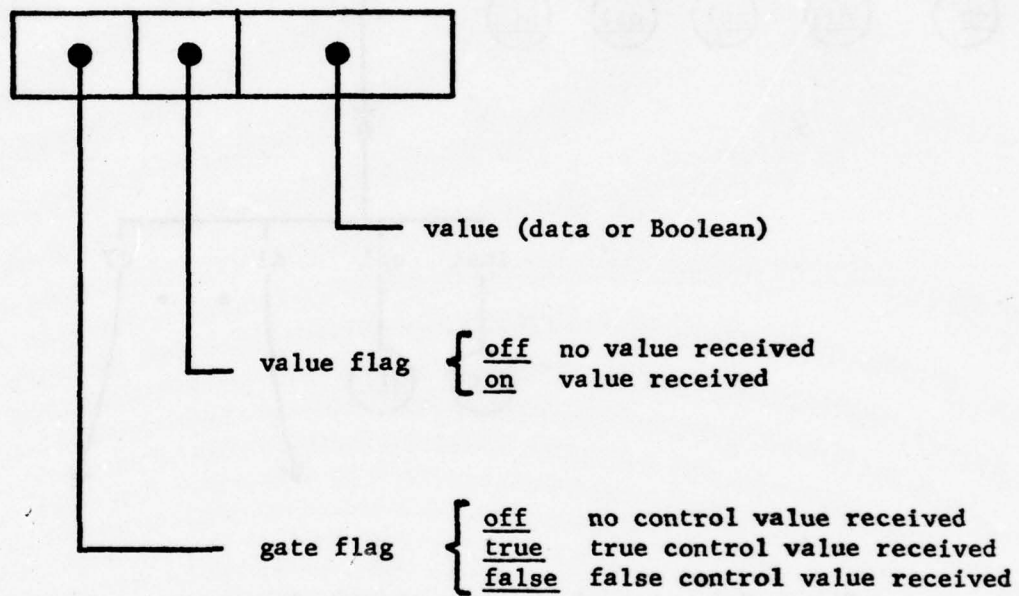 value (data or Boolean)
value flag { off no value received
on value received
gate flag { off no control value received
true true control value received
false false control value received